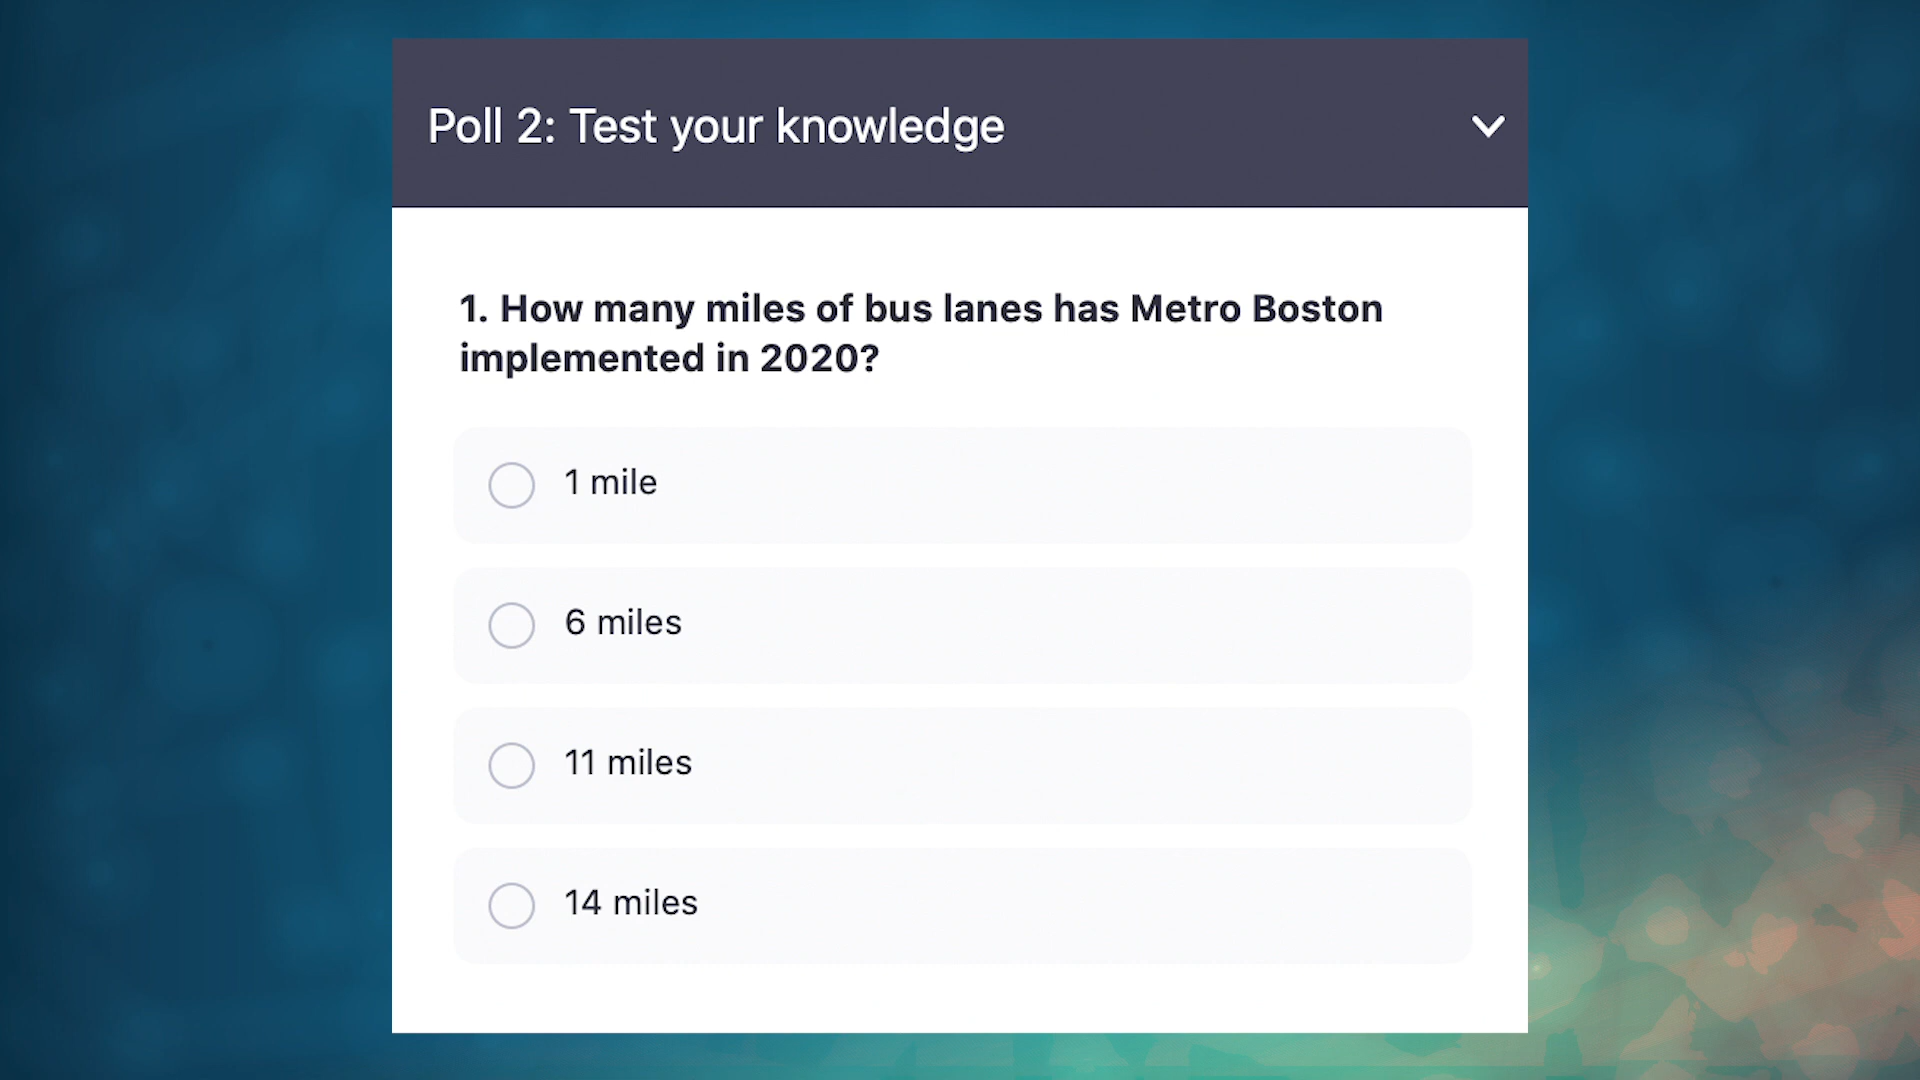 Poll 2: Test your knowledge
1. How many miles of bus lanes has Metro Boston
implemented in 2020?
1 mile
6 miles
11 miles
14 miles